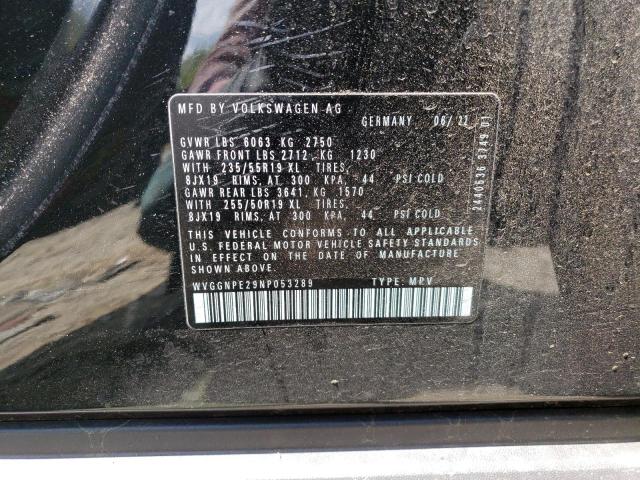 MFD BY VOLKSWAGEN AG
GERMANY 06/22
GVWR LBS 6063 KG 2750
GAWR FRONT LBS 2712, KG 1230
WITH 235/55R19 XL TIRES,
8JX19 RIMS, AT 300 KPA, 44 PSI COLD
GAWR REAR LBS 3641, KG 1570
WITH 255/50R19 XL TIRES,
8JX19 RIMS, AT 300 KPA, 44 PSI COLD
THIS VEHICLE CONFORMS TO ALL APPLICABLE
U.S. FEDERAL MOTOR VEHICLE SAFETY STANDARDS
IN EFFECT ON THE DATE OF MANUFACTURE
SHOWN ABOVE.
WVGGNPE29NP053289 TYPE: MPV
2440536 3749